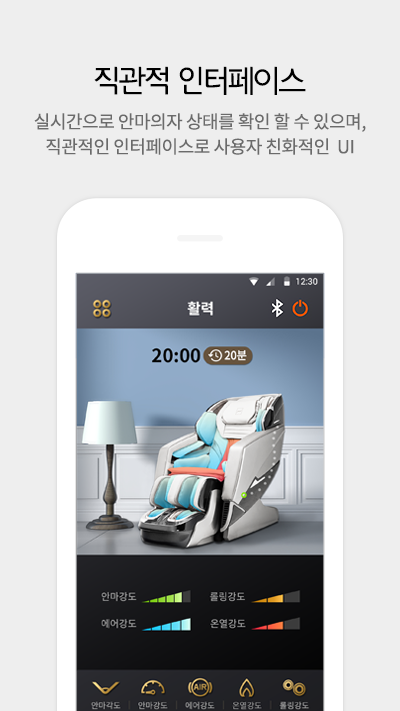 직관적 인터페이스
실시간으로 안마의자 상태를 확인 할 수 있으며,
직관적인 인터페이스로 사용자 친화적인 UI
12:30
활력
20:00 20분
안마강도 롤링강도
에어강도 온열강도
AIR
안마각도 안마강도 에어강도 온열강도 롤링강도